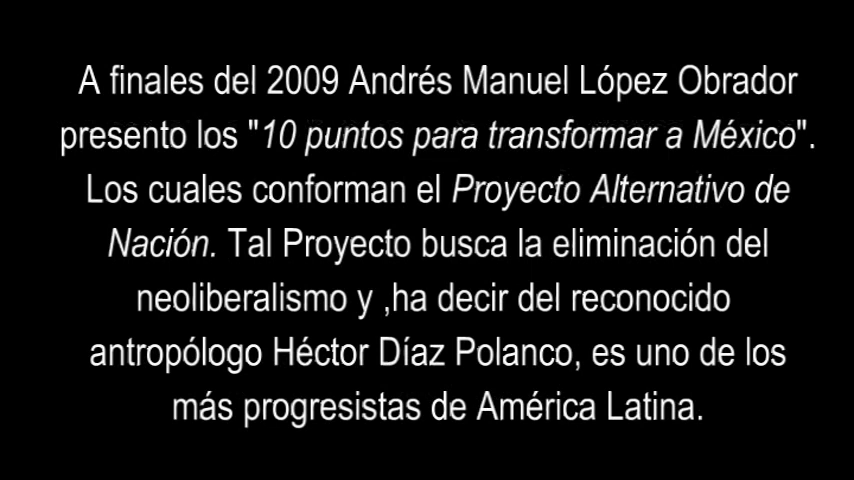 A finales del 2009 Andrés Manuel López Obrador
presento los "10 puntos para transformar a México".
Los cuales conforman el Proyecto Alternativo de
Nación. Tal Proyecto busca la eliminación del
neoliberalismo y ,ha decir del reconocido
antropólogo Héctor Díaz Polanco, es uno de los
más progresistas de América Latina.